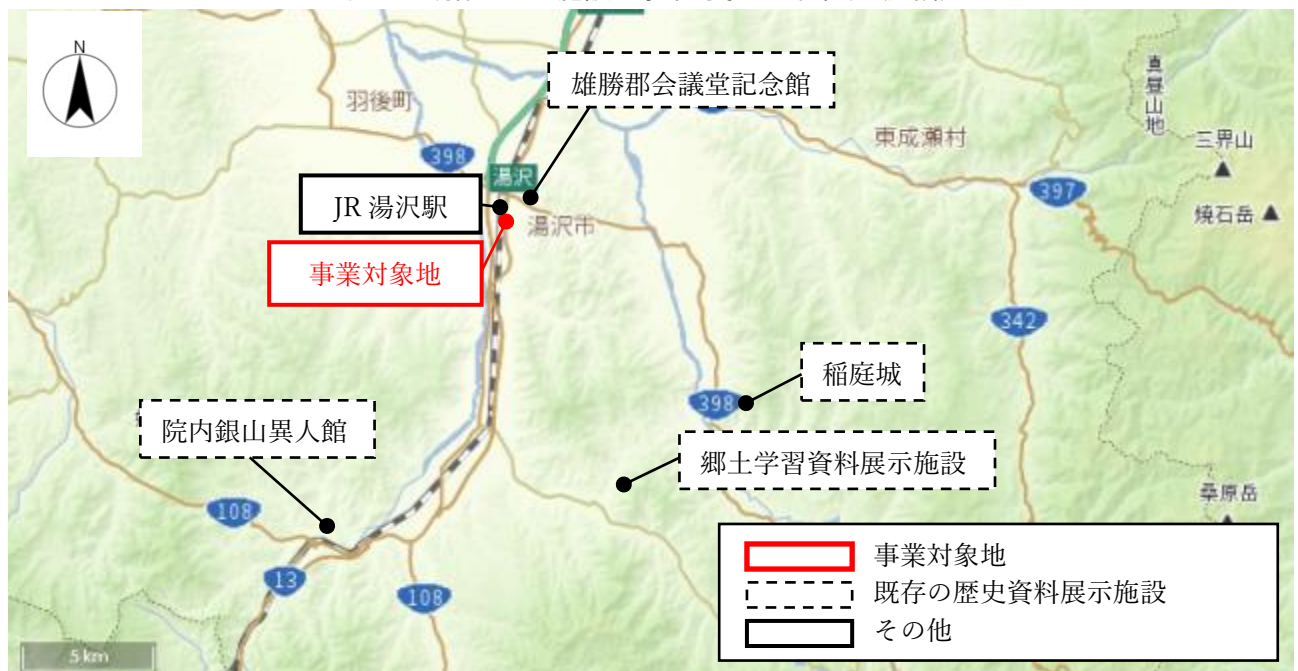 N
雄勝郡会議堂記念館
羽後町
真昼山地
東成瀬村
三界山
398
湯沢
397
JR 湯沢駅
焼石岳
湯沢市
事業対象地
342
稲庭城
398
院内銀山異人館
郷土学習資料展示施設
桑原岳
108
事業対象地
既存の歴史資料展示施設
その他
13
108
5 km